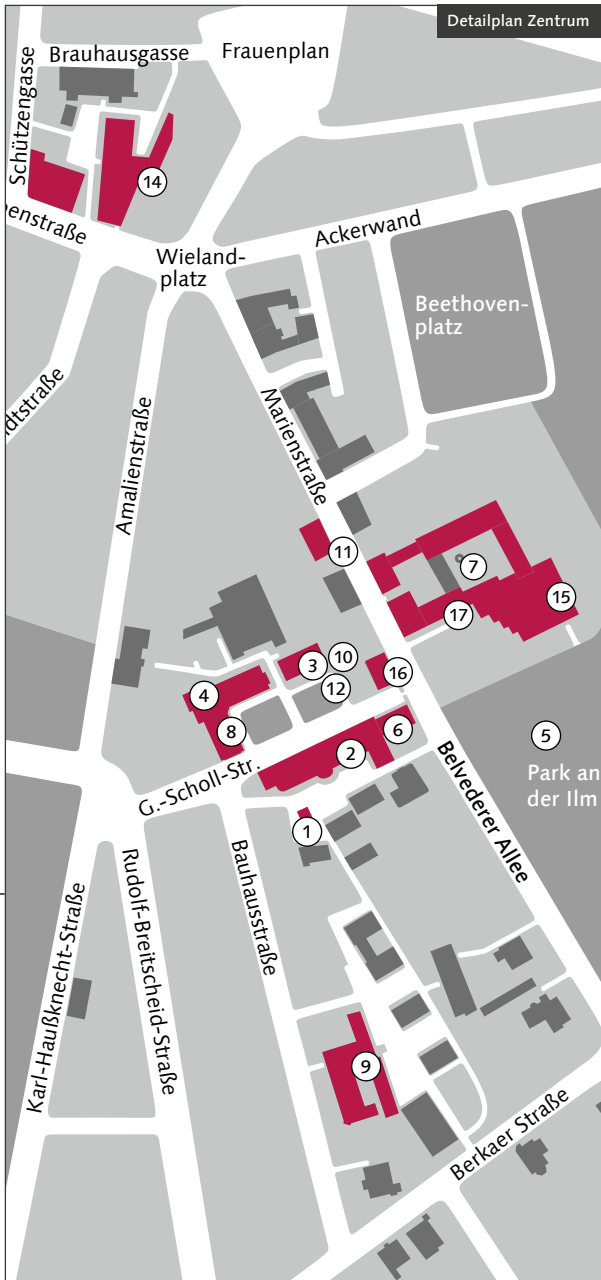 Detailplan Zentrum
Brauhausgasse
Frauenplan
Schützengasse
14
enstraße
Wieland-
platz
Ackerwand
Beethoven-
platz
dtstraße
Amalienstraße
Marienstraße
11
7
15
17
3
10
16
4
12
8
6
2
5
Park an
der Ilm
G.-Scholl-Str.
1
Belvederer Allee
Bauhausstraße
Rudolf-Breitscheid-Straße
Karl-Haußknecht-Straße
9
Berkaer Straße